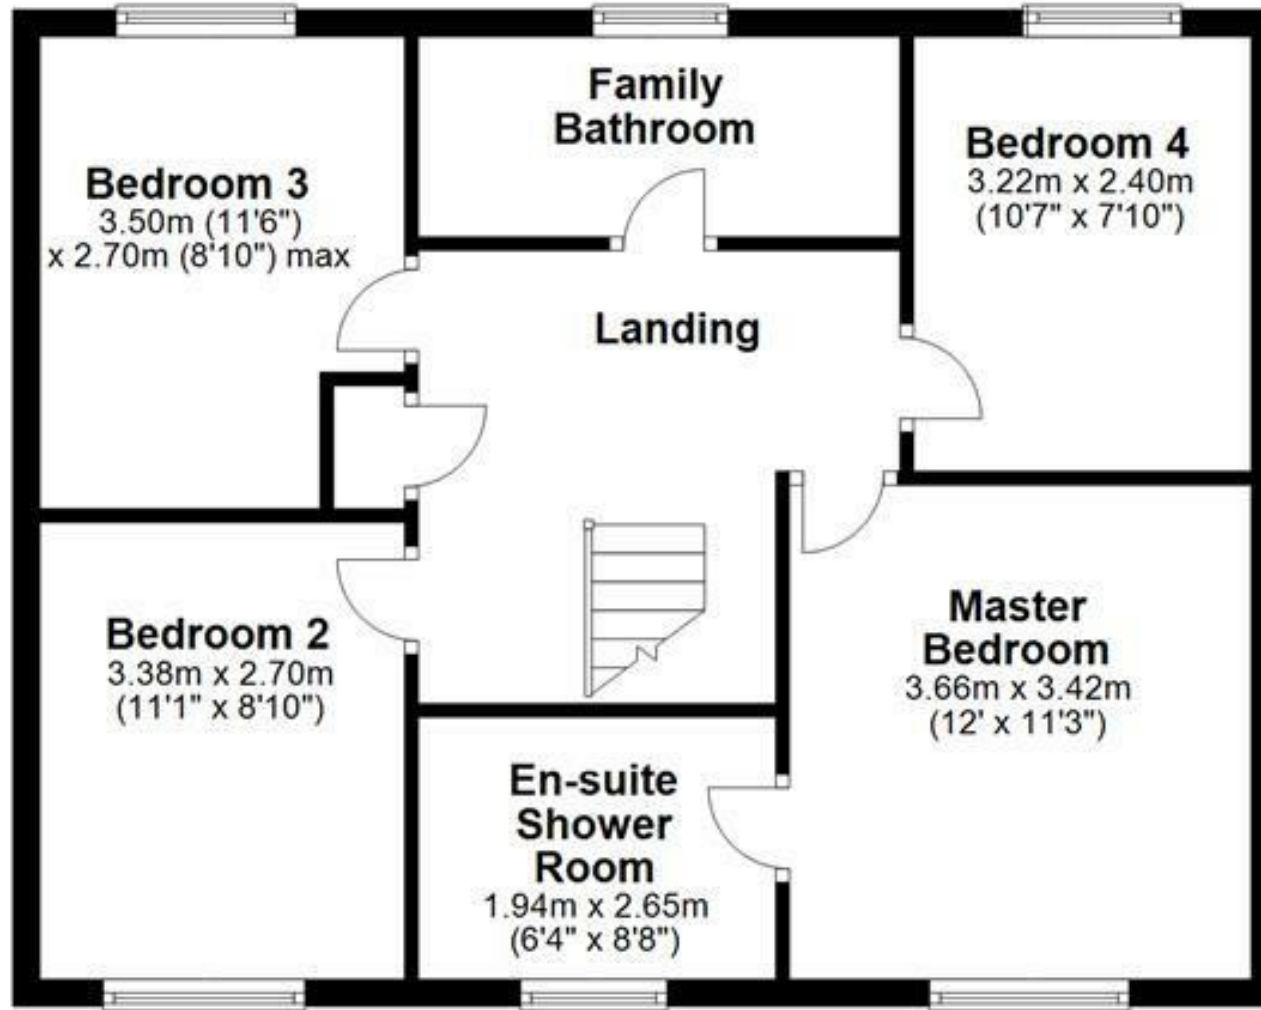 Family
Bathroom
Bedroom 3
3.50m (11'6")
x 2.70m (8'10") max
Bedroom 4
3.22m x 2.40m
(10'7" x 7'10")
Landing
Bedroom 2
3.38m x 2.70m
(11'1" x 8'10")
Master
Bedroom
3.66m x 3.42m
(12' x 11'3")
En-suite
Shower
Room
1.94m x 2.65m
(6'4" x 8'8")